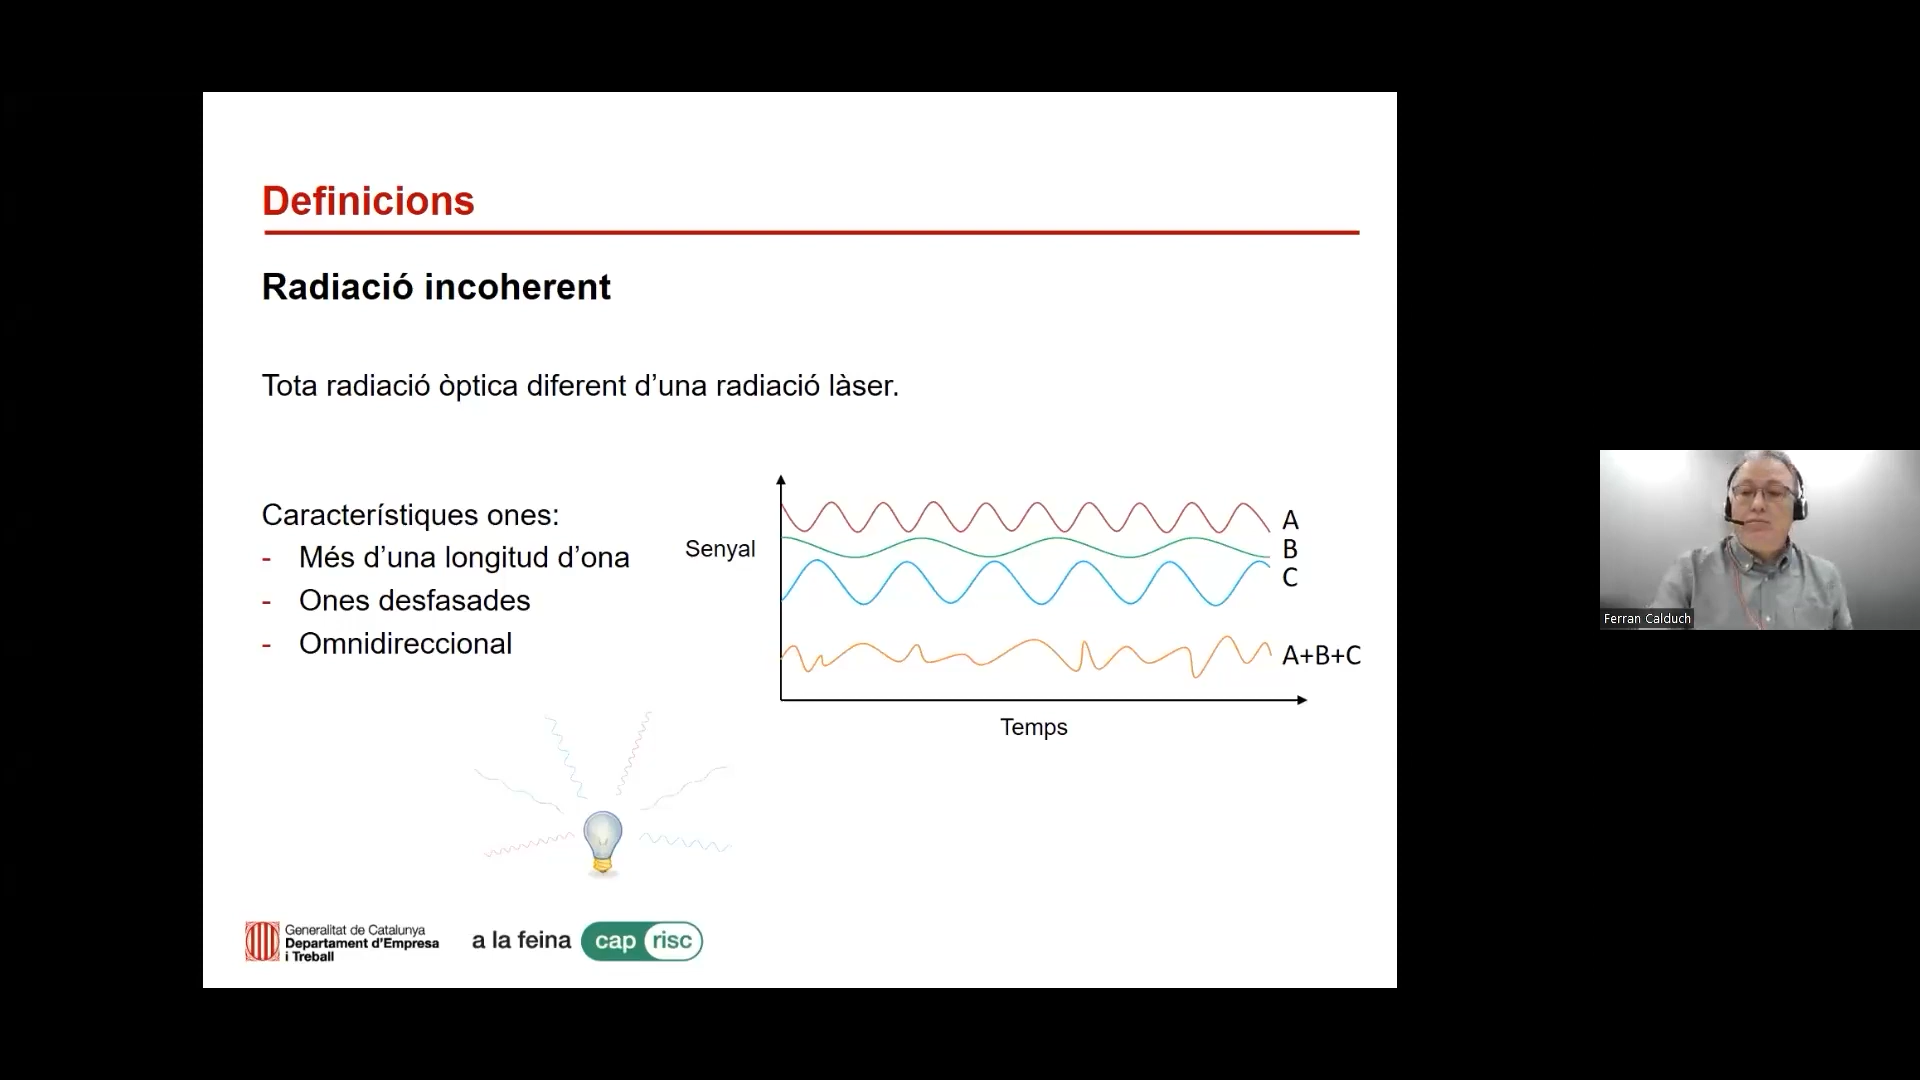 Definicions
Radiació incoherent
Tota radiació òptica diferent d’una radiació làser.
Característiques ones:
- Més d’una longitud d’ona
- Ones desfasades
- Omnidireccional
Senyal
A
B
C
A+B+C
Temps
Generalitat de Catalunya
Departament d’Empresa
i Treball
a la feina cap risc
Ferran Calduch